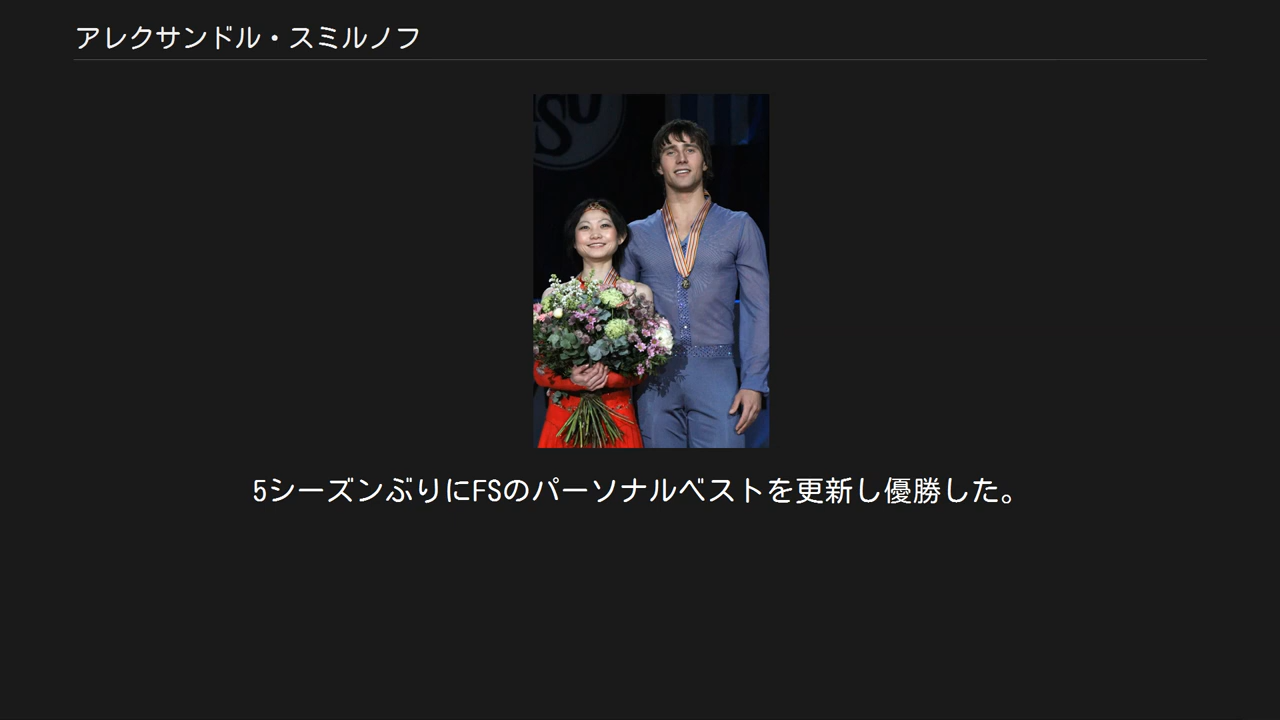 アレクサンドル・スミルノフ
ISU
5シーズンぶりにFSのパーソナルベストを更新し優勝した。